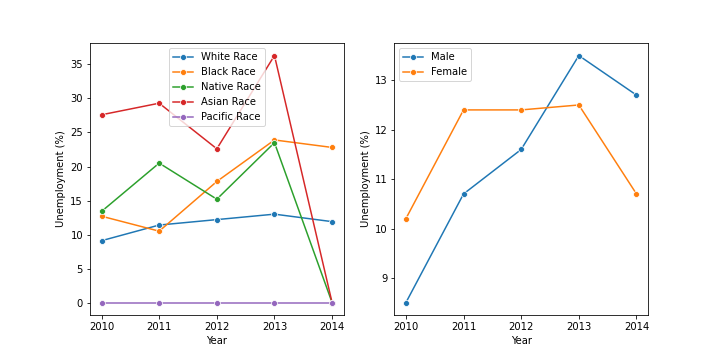 35
30
25
20
15
10
5
0
Unemployment (%)
White Race
Black Race
Native Race
Asian Race
Pacific Race
2010 2011 2012 2013 2014
Year
13
12
11
10
9
Unemployment (%)
Male
Female
2010 2011 2012 2013 2014
Year